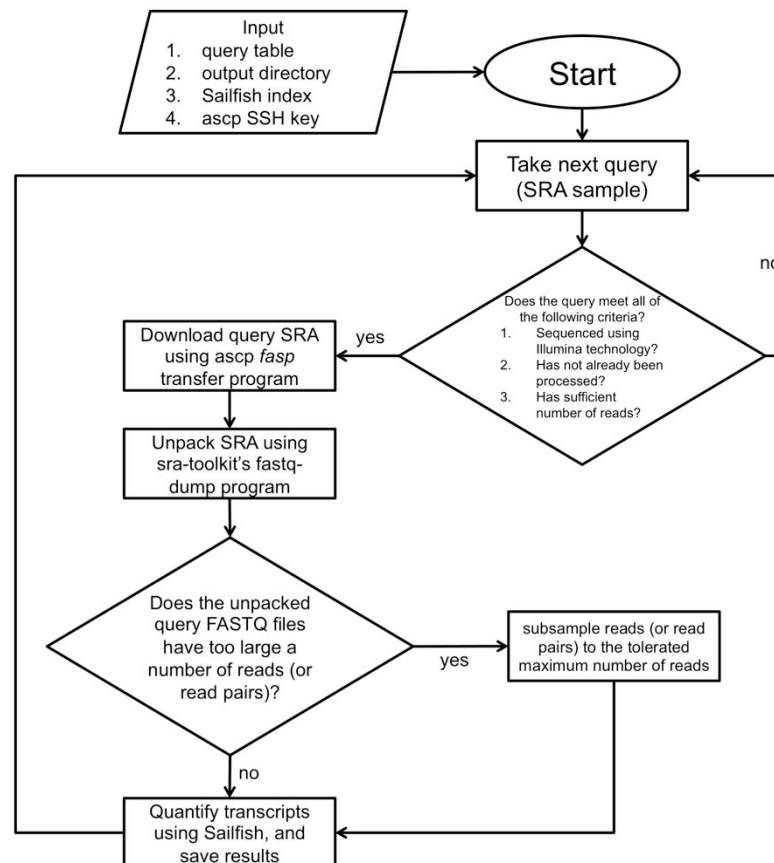 Input
1. query table
2. output directory
3. Sailfish index
4. ascp SSH key
Start
Take next query
(SRA sample)
no
Does the query meet all of
the following criteria?
1. Sequenced using
Illumina technology?
2. Has not already been
processed?
3. Has sufficient
number of reads?
yes
Download query SRA
using ascp fasp
transfer program
Unpack SRA using
sra-toolkit's fastq-
dump program
Does the unpacked
query FASTQ files
have too large a
number of reads (or
read pairs)?
yes
subsample reads (or read
pairs) to the tolerated
maximum number of reads
no
Quantify transcripts
using Sailfish, and
save results